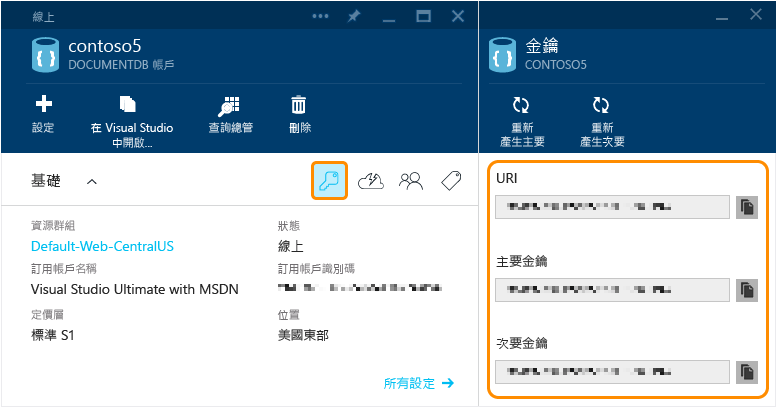 線上
contoso5
DOCUMENTDB 帳戶
設定
在 Visual Studio
中開啟...
查詢總管
刪除
基礎
資源群組
Default-Web-CentralUS
狀態
線上
訂用帳戶名稱
Visual Studio Ultimate with MSDN
訂用帳戶識別碼
定價層
標準 S1
位置
美國東部
所有設定
金鑰
CONTOSO5
重新
產生主要
重新
產生次要
URI
主要金鑰
次要金鑰